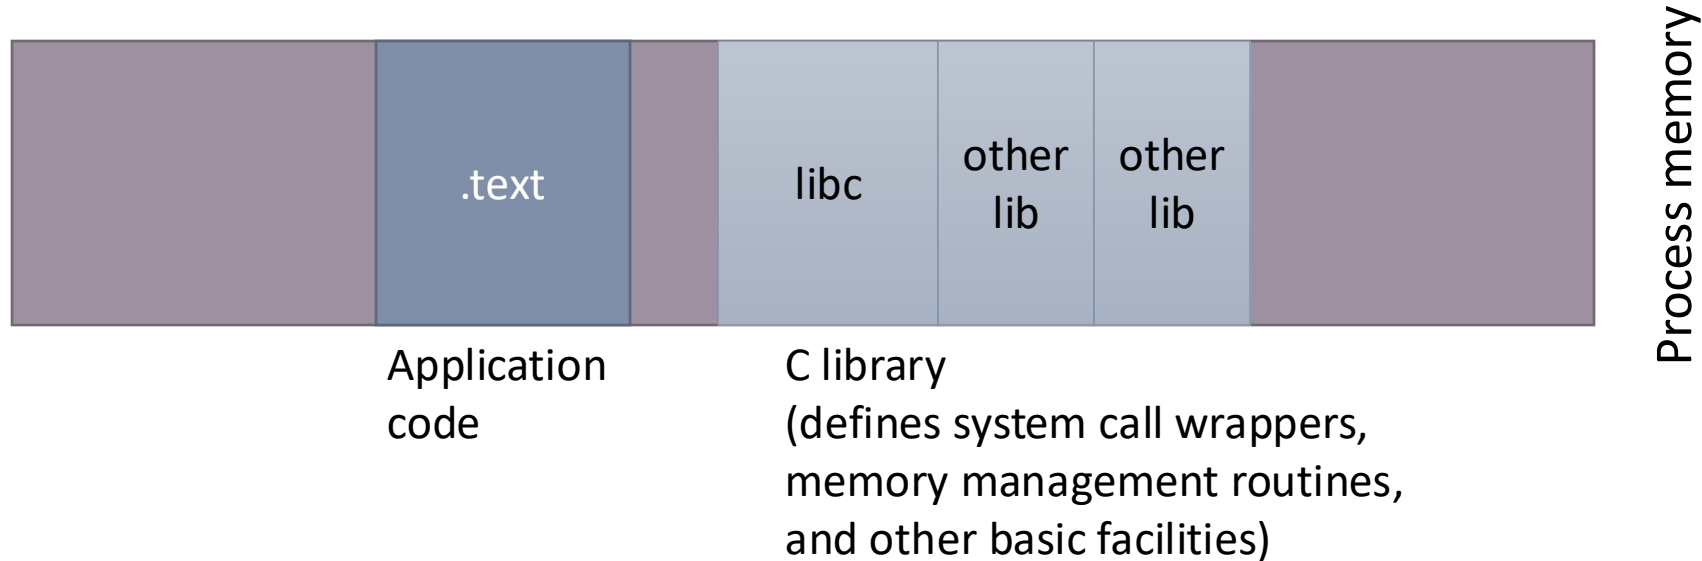 .text
libc
other
lib
other
lib
Application
code
C library
(defines system call wrappers,
memory management routines,
and other basic facilities)
Process memory